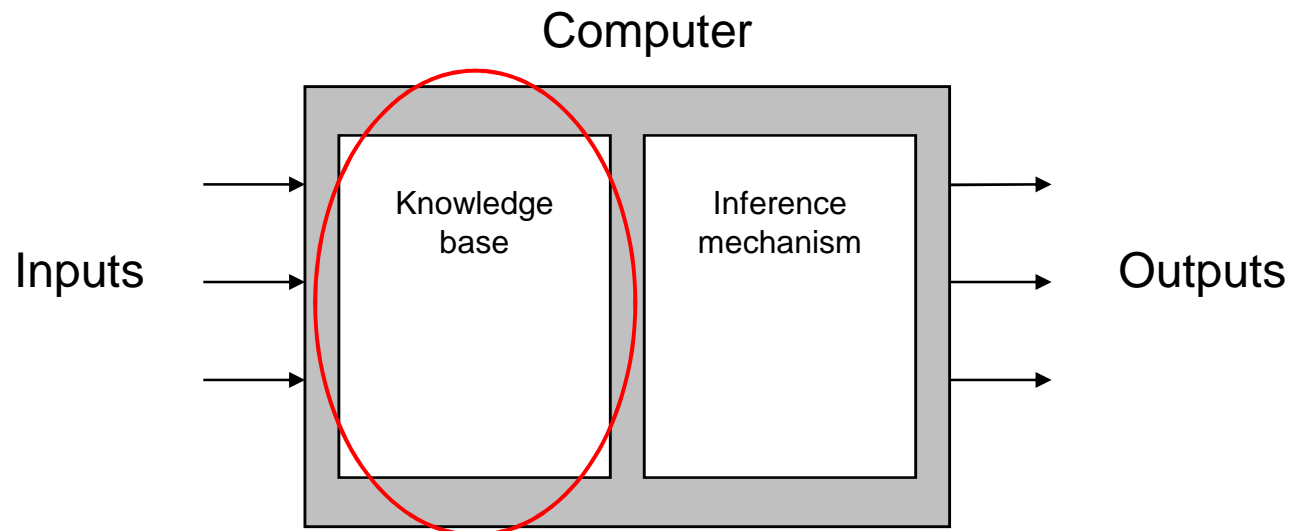 Computer
Knowledge
base
Inference
mechanism
Inputs
Outputs